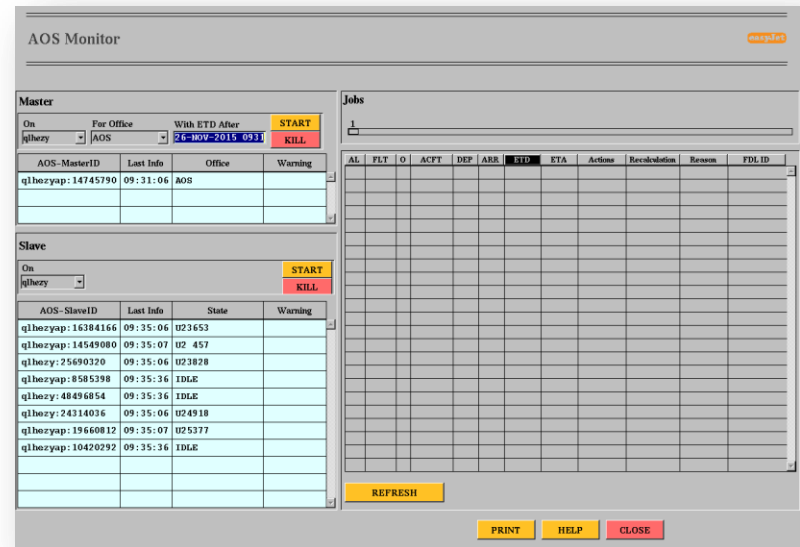 AOS Monitor
easyJet
Master
On For Office With ETD After START
qlhezy AOS 26-NOV-2015 0931 KILL
AOS-MasterID Last Info Office Warning
qlhezyap:14745790 09:31:06 AOS
Slave
On START
qlhezy KILL
AOS-SlaveID Last Info State Warning
qlhezyap:16384166 09:35:06 U23653
qlhezyap:14549080 09:35:07 U2 457
qlhezy:25690320 09:35:06 U23828
qlhezyap:8585398 09:35:36 IDLE
qlhezy:48496854 09:35:36 IDLE
qlhezy:24314036 09:35:06 U24918
qlhezyap:19660812 09:35:07 U25377
qlhezyap:10420292 09:35:36 IDLE
Jobs
1
AL FLT O ACFT DEP ARR ETD ETA Actions Recalculation Reason FDL ID
REFRESH
PRINT HELP CLOSE